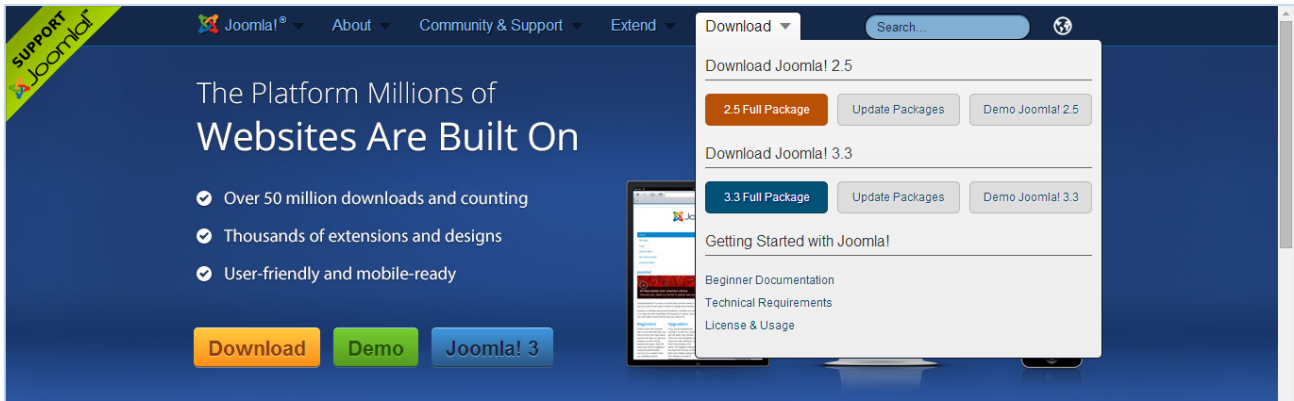 SUPPORT
Joomla!™
Joomla!® About Community & Support Extend Download Search...
The Platform Millions of
Websites Are Built On
Over 50 million downloads and counting
Thousands of extensions and designs
User-friendly and mobile-ready
Download Demo Joomla! 3
Download Joomla! 2.5
2.5 Full Package Update Packages Demo Joomla! 2.5
Download Joomla! 3.3
3.3 Full Package Update Packages Demo Joomla! 3.3
Getting Started with Joomla!
Beginner Documentation
Technical Requirements
License & Usage
Beginners Upgraders